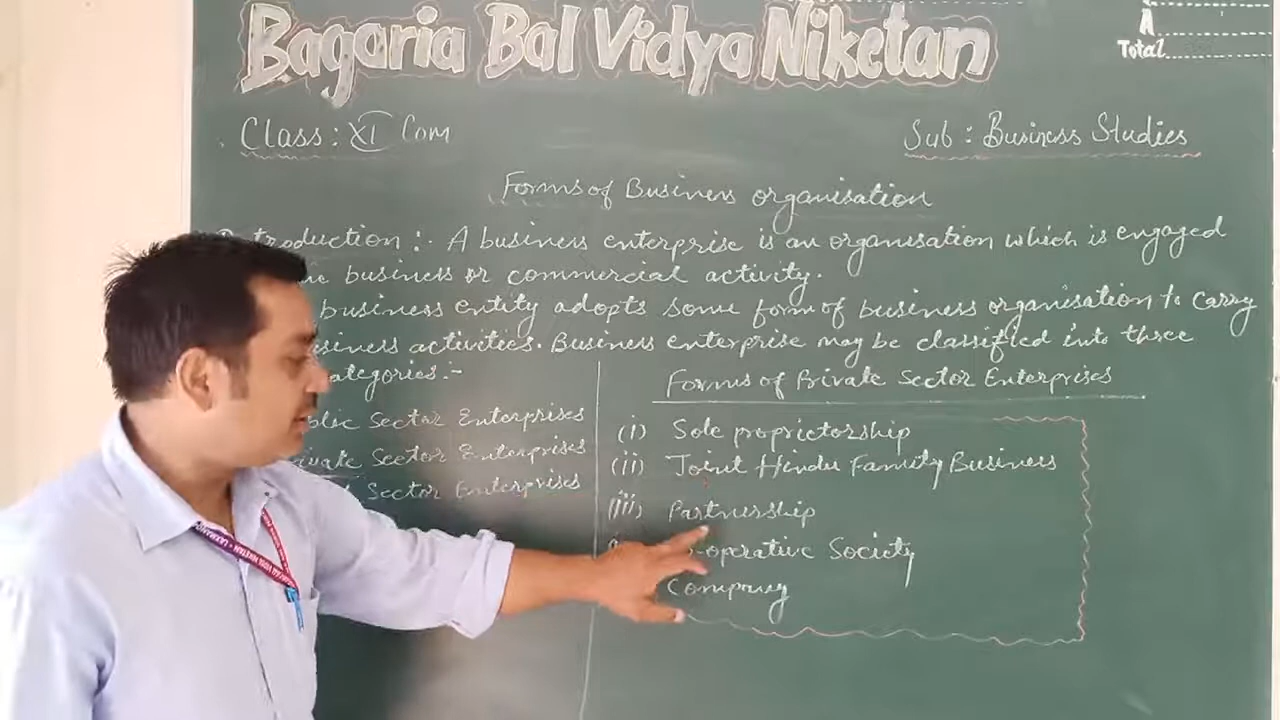 Bagaria Bal Vidya Niketan
A
Total
Class: XI Com
Sub: Business Studies
Forms of Business organisation
Introduction:- A business enterprise is an organisation which is engaged
business or commercial activity.
business entity adopts some form of business organisation to carry
activities. Business enterprise may be classified into three
categories:-
Sector Enterprises
Sector Enterprises
Sector Enterprises
Forms of Private Sector Enterprises
(i) Sole proprietorship
(ii) Joint Hindu Family Business
(iii) Partnership
-operative Society
Company